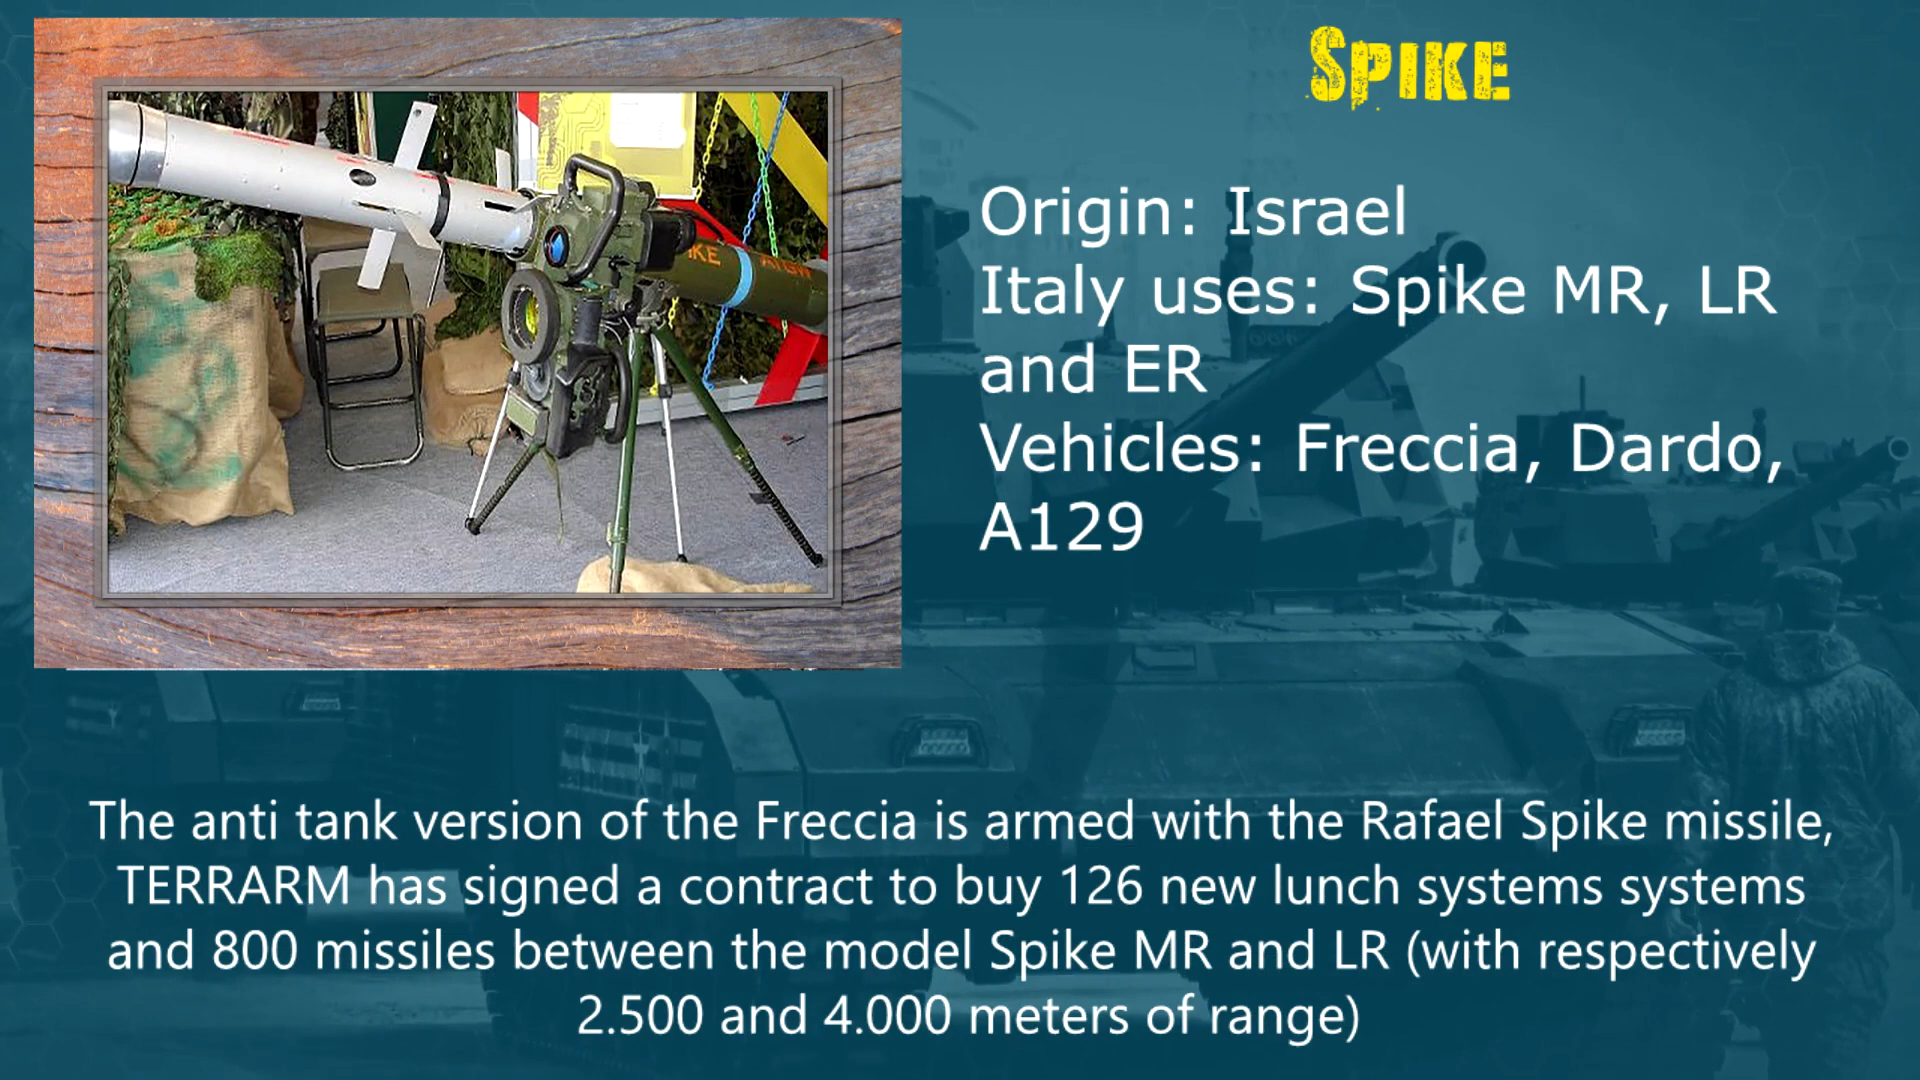 Spike
Origin: Israel
Italy uses: Spike MR, LR
and ER
Vehicles: Freccia, Dardo,
A129
IKE ATGW
The anti tank version of the Freccia is armed with the Rafael Spike missile,
TERRARM has signed a contract to buy 126 new lunch systems systems
and 800 missiles between the model Spike MR and LR (with respectively
2.500 and 4.000 meters of range)